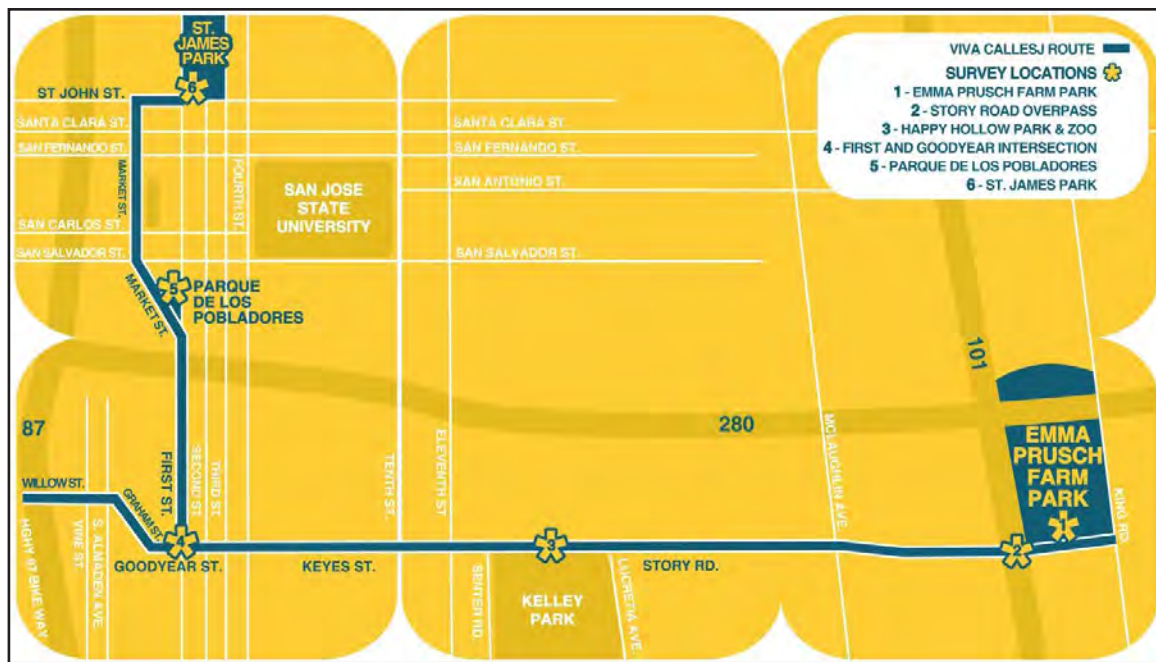 ST.
JAMES
PARK
6
ST JOHN ST.
SANTA CLARA ST.
SANTA CLARA ST.
SAN FERNANDO ST.
SAN FERNANDO ST.
MARKET ST.
FOURTH ST.
SAN JOSE
STATE
UNIVERSITY
SAN ANTONIO ST.
SAN CARLOS ST.
SAN SALVADOR ST.
SAN SALVADOR ST.
MARKET ST.
5
PARQUE
DE LOS
POBLADORES
VIVA CALLESJ ROUTE
SURVEY LOCATIONS
1 - EMMA PRUSCH FARM PARK
2 - STORY ROAD OVERPASS
3 - HAPPY HOLLOW PARK & ZOO
4 - FIRST AND GOODYEAR INTERSECTION
5 - PARQUE DE LOS POBLADORES
6 - ST. JAMES PARK
101
87
280
WILLOW ST.
GRAHAM ST.
FIRST ST.
SECOND ST.
THIRD ST.
TENTH ST.
ELEVENTH ST
MCLAUGHLIN AVE.
EMMA
PRUSCH
FARM
PARK
1
KING RD.
HGHY 87 BIKE WAY
VINE ST.
S. ALMADEN AVE.
4
GOODYEAR ST.
KEYES ST.
3
STORY RD.
2
SENTER RD.
KELLEY
PARK
LUCRETIA AVE.